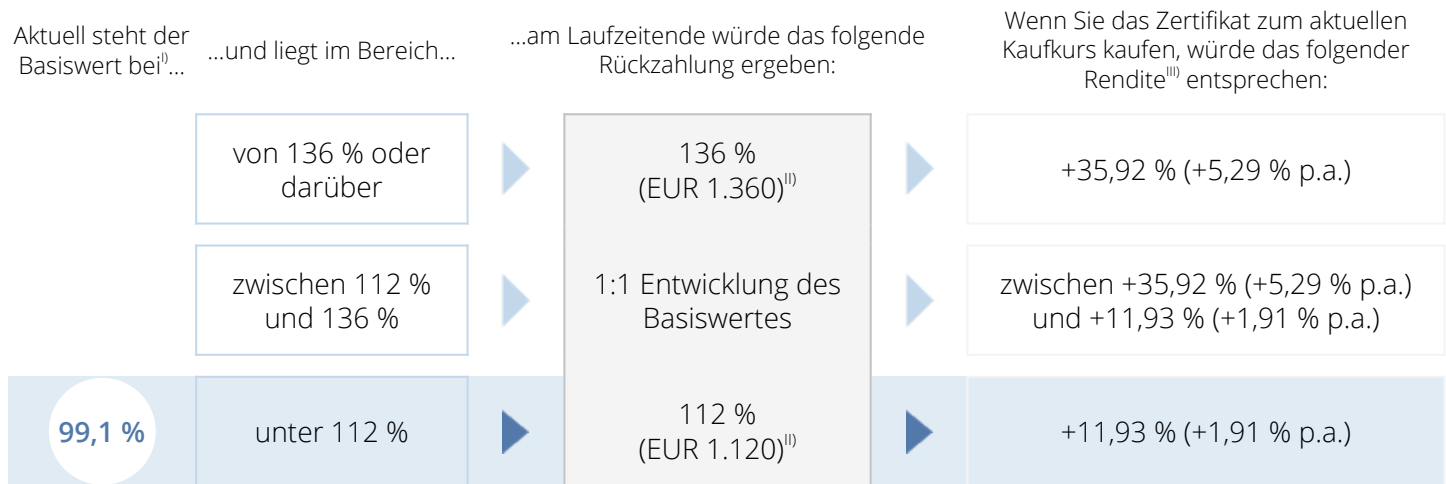 Aktuell steht der
Basiswert bei^I)...
...und liegt im Bereich...
...am Laufzeitende würde das folgende
Rückzahlung ergeben:
Wenn Sie das Zertifikat zum aktuellen
Kaufkurs kaufen, würde das folgender
Rendite^III) entsprechen:
von 136 % oder
darüber
136 %
(EUR 1.360)^II)
+35,92 % (+5,29 % p.a.)
zwischen 112 %
und 136 %
1:1 Entwicklung des
Basiswertes
zwischen +35,92 % (+5,29 % p.a.)
und +11,93 % (+1,91 % p.a.)
99,1 %
unter 112 %
112 %
(EUR 1.120)^II)
+11,93 % (+1,91 % p.a.)